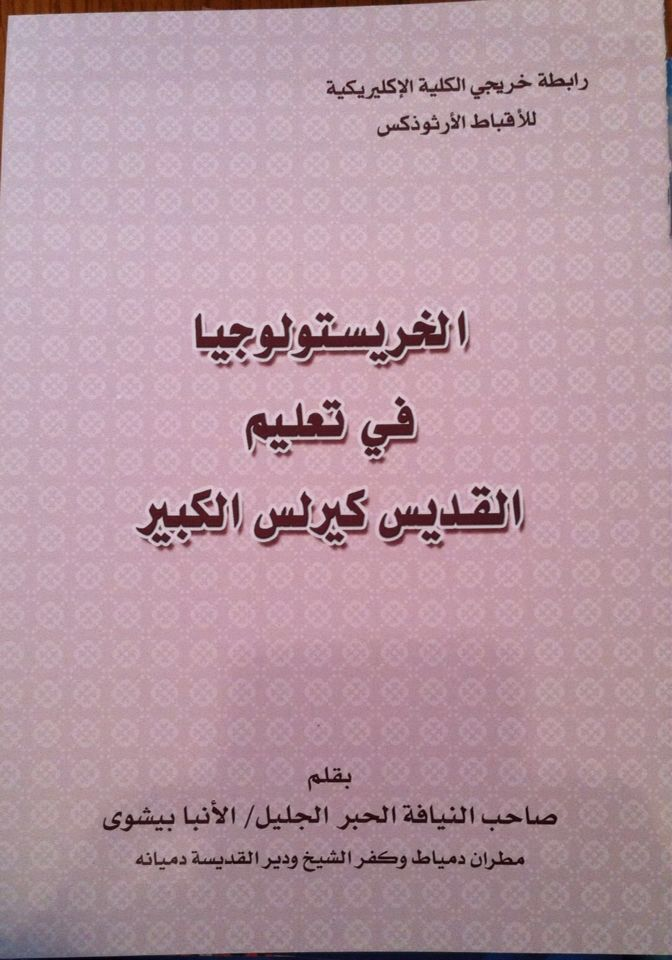 رابطة خريجي الكلية الإكليريكية
للأقباط الأرثوذكس
الخريستولوجيا
في تعليم
القديس كيرلس الكبير
بقلم
صاحب النيافة الحبر الجليل/ الأنبا بيشوى
مطران دمياط وكفر الشيخ ودير القديسة دميانه